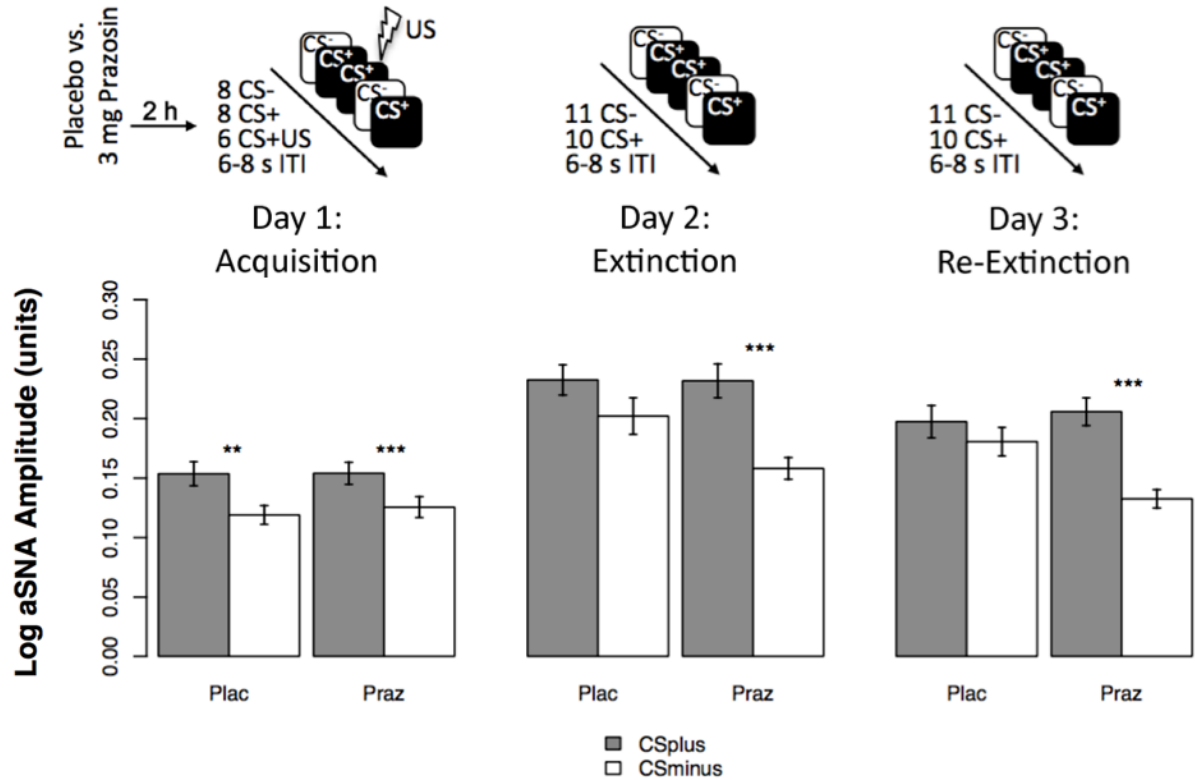 Placebo vs.
3 mg Prazosin
2 h
8 CS-
8 CS+
6 CS+US
6-8 s ITI
CS-
CS+
CS+
CS-
CS+
US
11 CS-
10 CS+
6-8 s ITI
CS-
CS+
CS+
CS-
CS+
11 CS-
10 CS+
6-8 s ITI
CS-
CS+
CS+
CS-
CS+
Day 1:
Acquisition
Day 2:
Extinction
Day 3:
Re-Extinction
Log aSNA Amplitude (units)
0.30
0.25
0.20
0.15
0.10
0.05
0.00
**
***
***
***
Plac
Praz
Plac
Praz
Plac
Praz
CSplus
CSminus